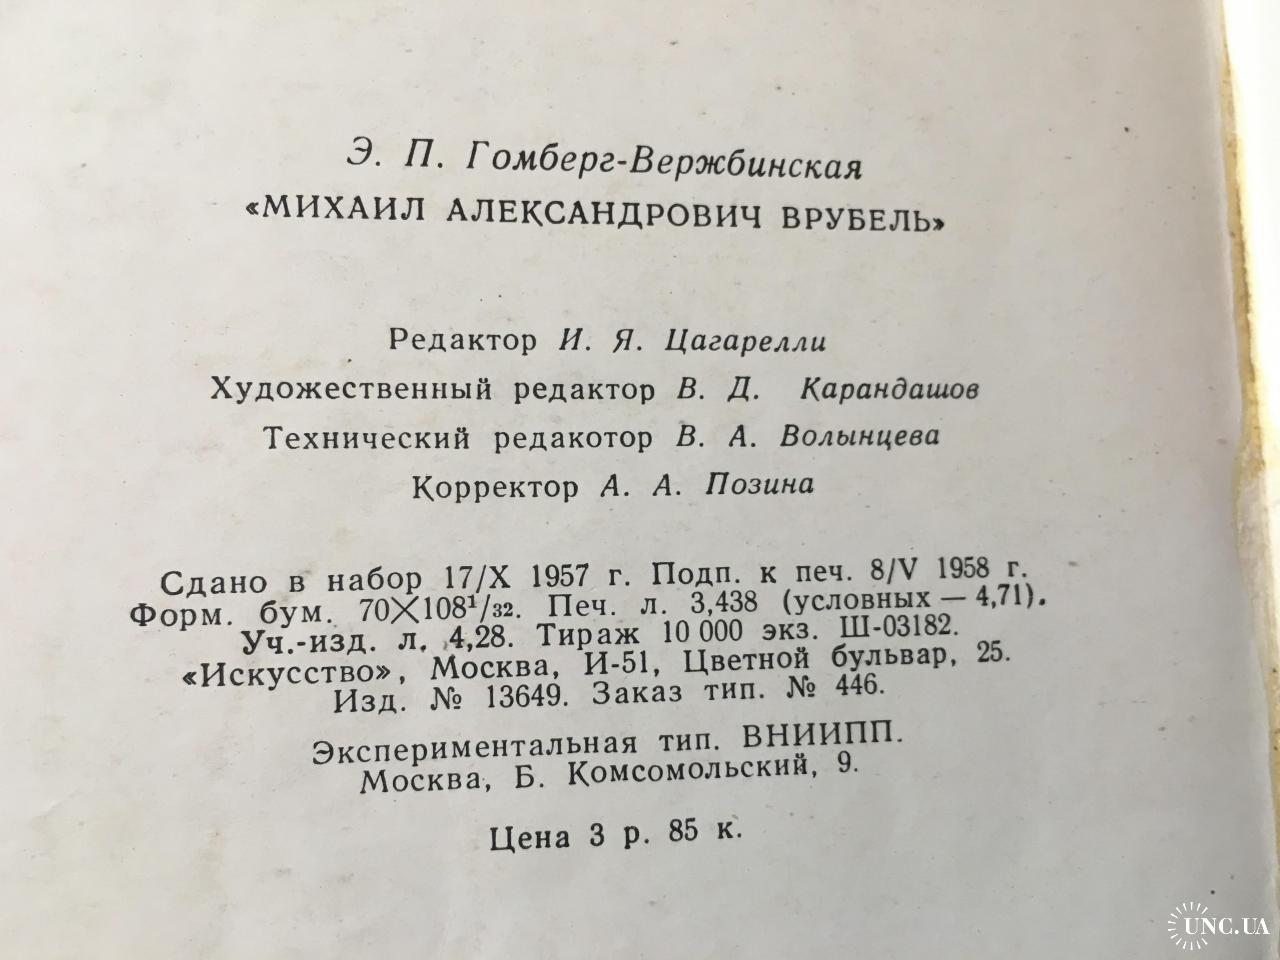 Э. П. Гомберг-Вержбинская
«МИХАИЛ АЛЕКСАНДРОВИЧ ВРУБЕЛЬ»
Редактор И. Я. Цагарелли
Художественный редактор В. Д. Карандашов
Технический редакотор В. А. Волынцева
Корректор А. А. Позина
Сдано в набор 17/X 1957 г. Подп. к печ. 8/V 1958 г.
Форм. бум. 70×108¹/₃₂. Печ. л. 3,438 (условных — 4,71).
Уч.-изд. л. 4,28. Тираж 10 000 экз. Ш-03182.
«Искусство», Москва, И-51, Цветной бульвар, 25.
Изд. № 13649. Заказ тип. № 446.
Экспериментальная тип. ВНИИПП.
Москва, Б. Комсомольский, 9.
Цена 3 р. 85 к.
UNC.UA